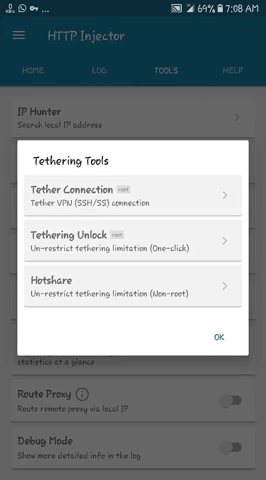 69% 7:08 AM
HTTP Injector
HOME LOG TOOLS HELP
IP Hunter
Search local IP address
Tethering Tools
Tether Connection root
Tether VPN (SSH/SS) connection
Tethering Unlock root
Un-restrict tethering limitation (One-click)
Hotshare
Un-restrict tethering limitation (Non-root)
OK
statistics at a glance
Route Proxy
Route remote proxy via local IP
Debug Mode
Show more detailed info in the log